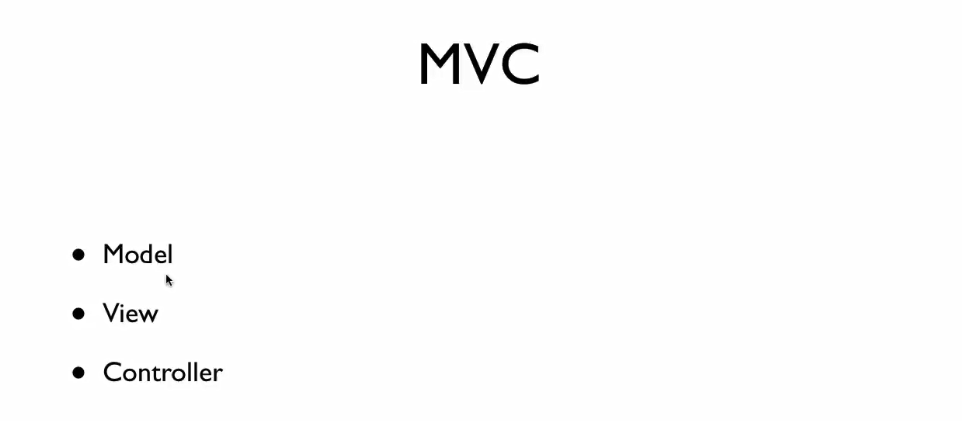 MVC
• Model
• View
• Controller